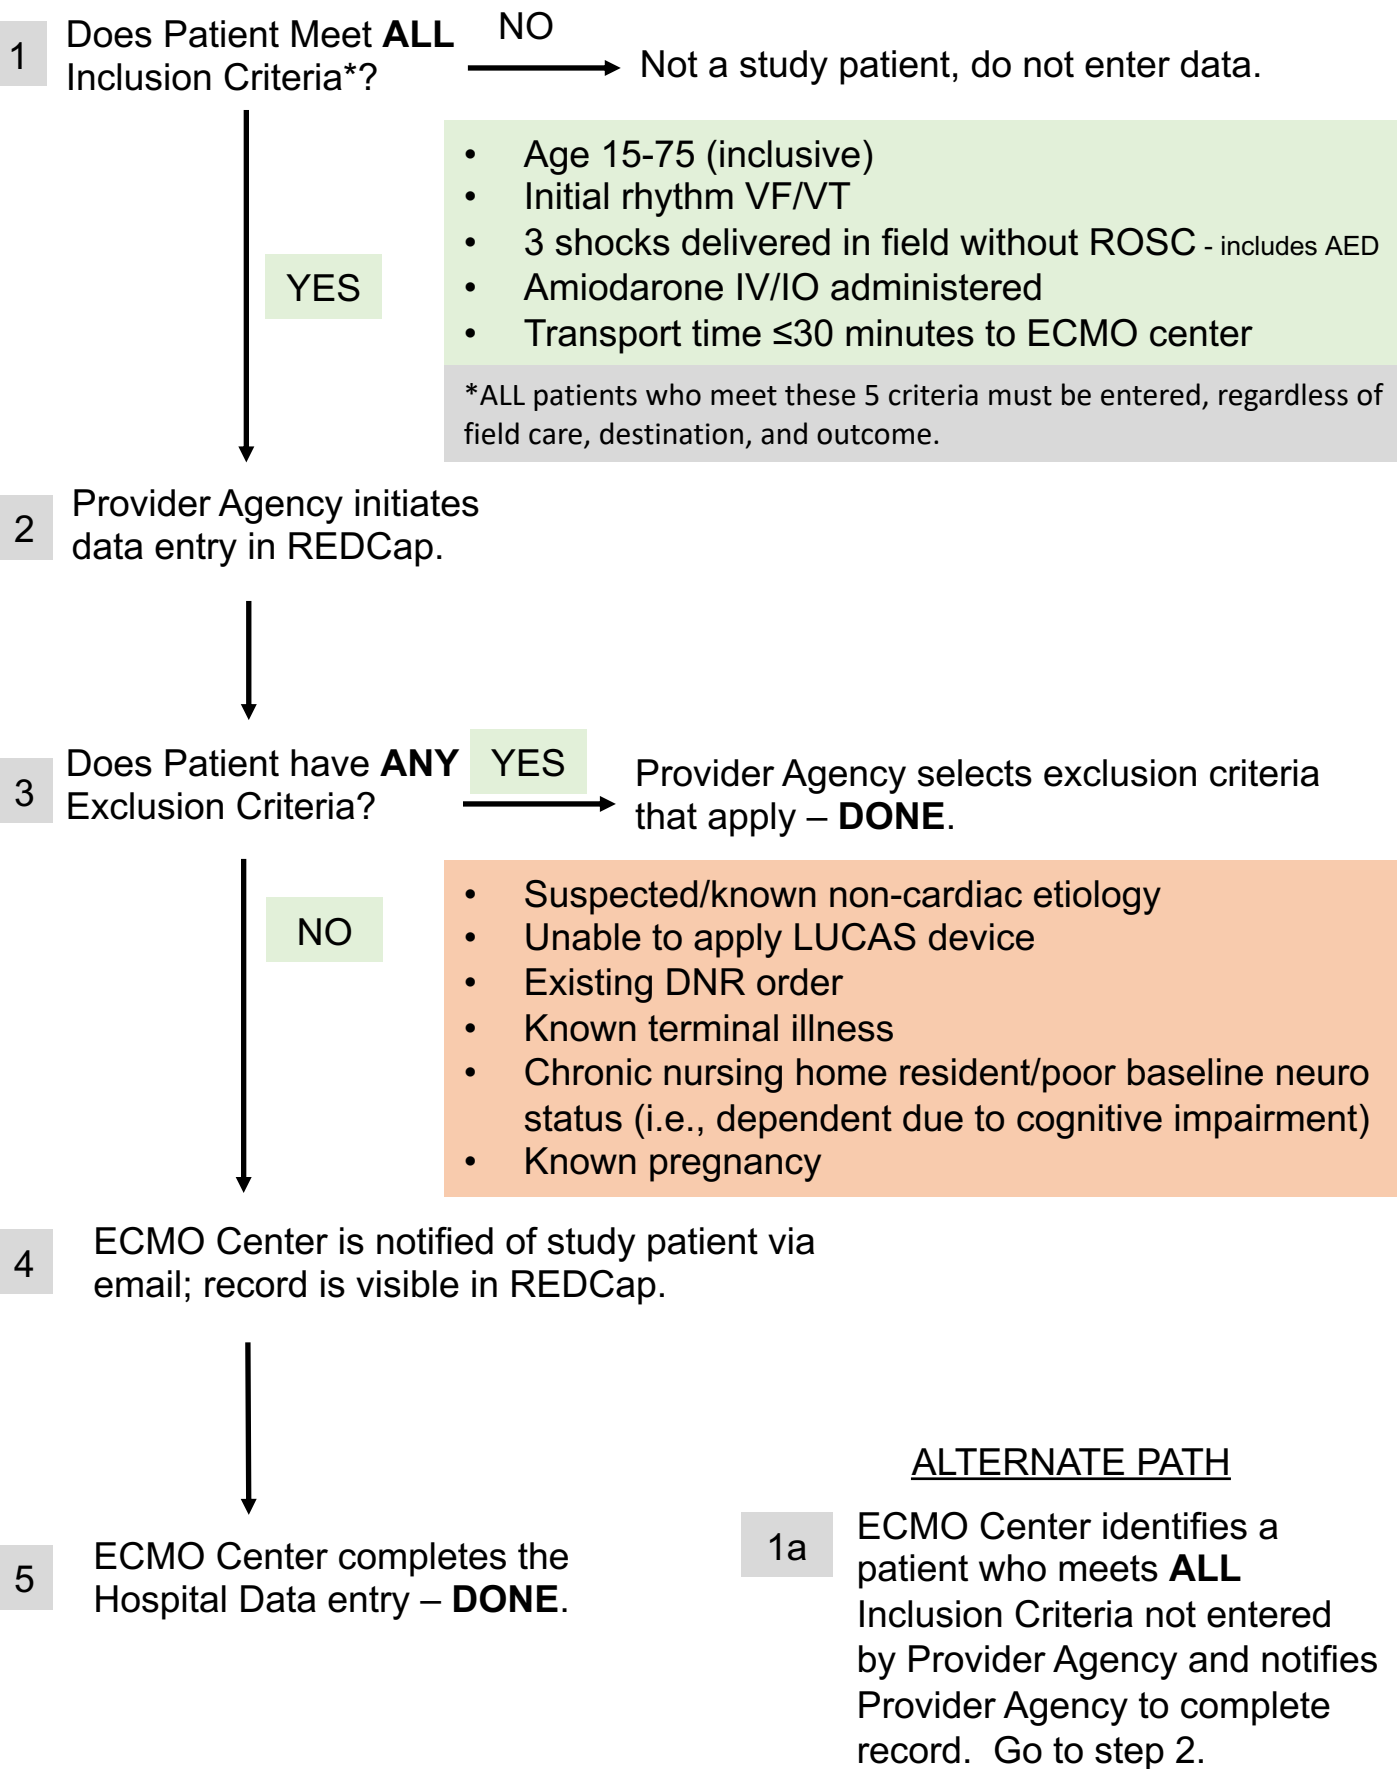 1
Does Patient Meet ALL
Inclusion Criteria*?
NO
Not a study patient, do not enter data.
YES
• Age 15-75 (inclusive)
• Initial rhythm VF/VT
• 3 shocks delivered in field without ROSC - includes AED
• Amiodarone IV/IO administered
• Transport time ≤30 minutes to ECMO center
*ALL patients who meet these 5 criteria must be entered, regardless of
field care, destination, and outcome.
2
Provider Agency initiates
data entry in REDCap.
3
Does Patient have ANY
Exclusion Criteria?
YES
Provider Agency selects exclusion criteria
that apply – DONE.
NO
• Suspected/known non-cardiac etiology
• Unable to apply LUCAS device
• Existing DNR order
• Known terminal illness
• Chronic nursing home resident/poor baseline neuro
status (i.e., dependent due to cognitive impairment)
• Known pregnancy
4
ECMO Center is notified of study patient via
email; record is visible in REDCap.
5
ECMO Center completes the
Hospital Data entry – DONE.
ALTERNATE PATH
1a
ECMO Center identifies a
patient who meets ALL
Inclusion Criteria not entered
by Provider Agency and notifies
Provider Agency to complete
record.  Go to step 2.